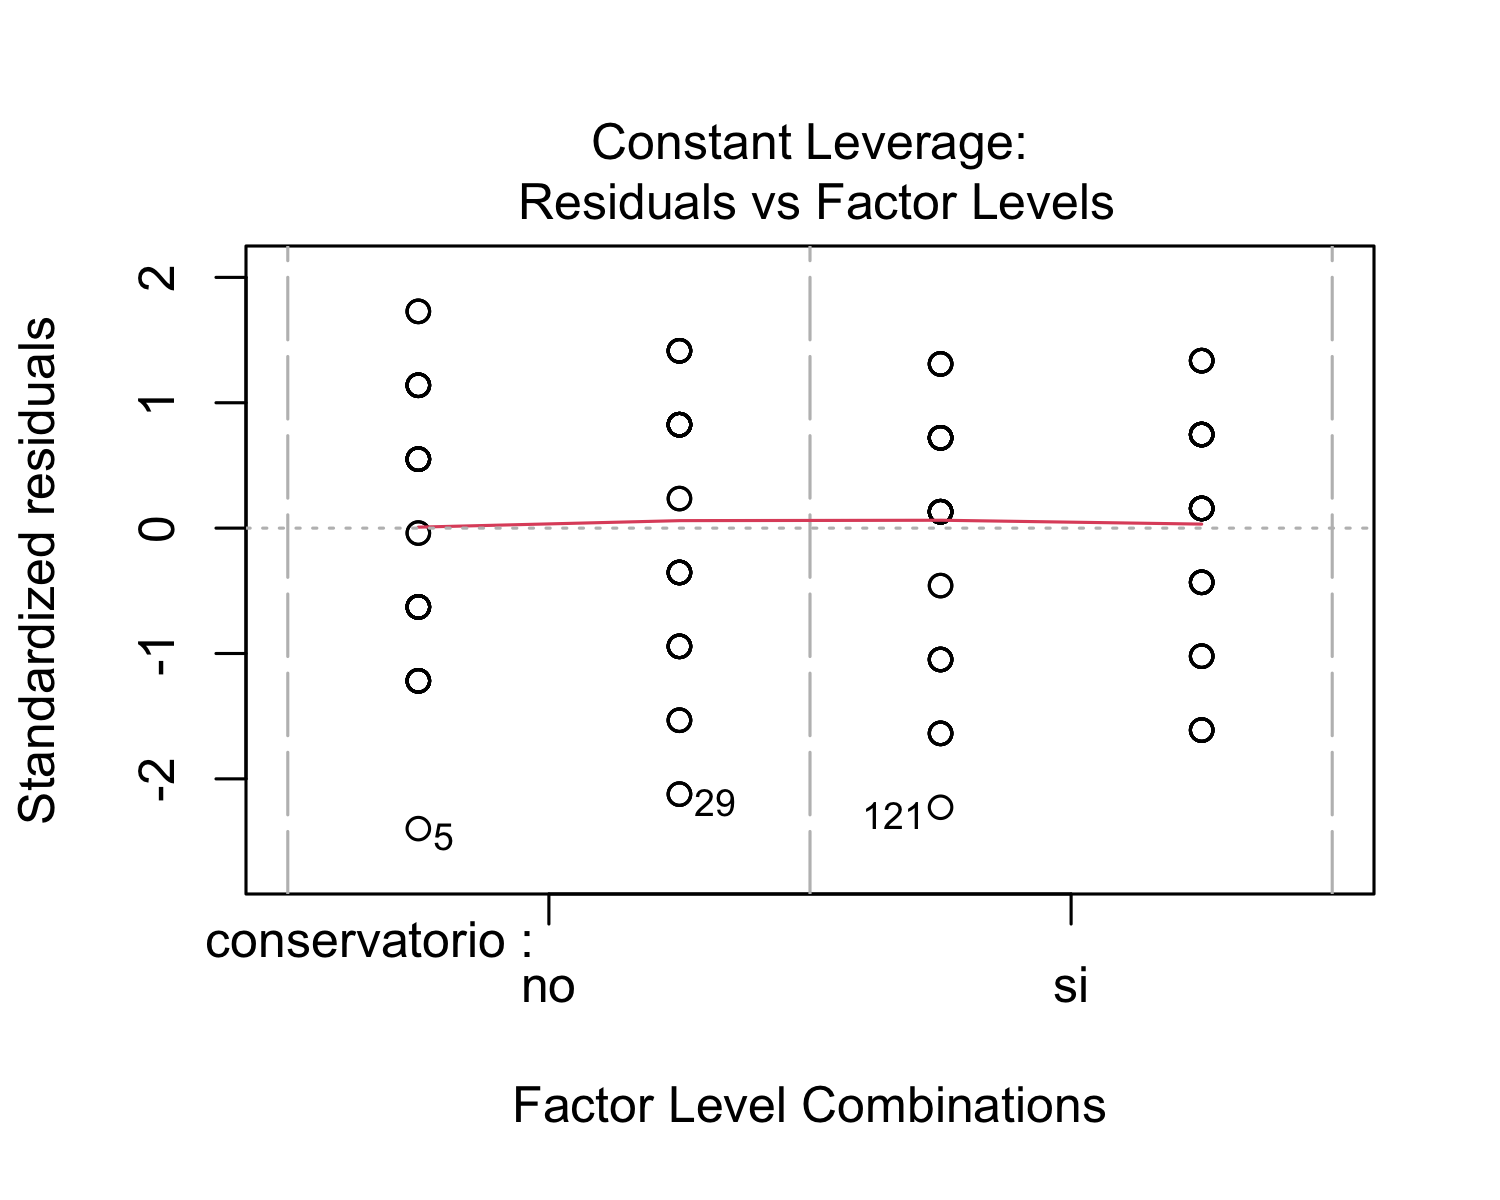 Constant Leverage:
Residuals vs Factor Levels
Standardized residuals
2
1
0
-1
-2
5
29
121
conservatorio :
no
si
Factor Level Combinations